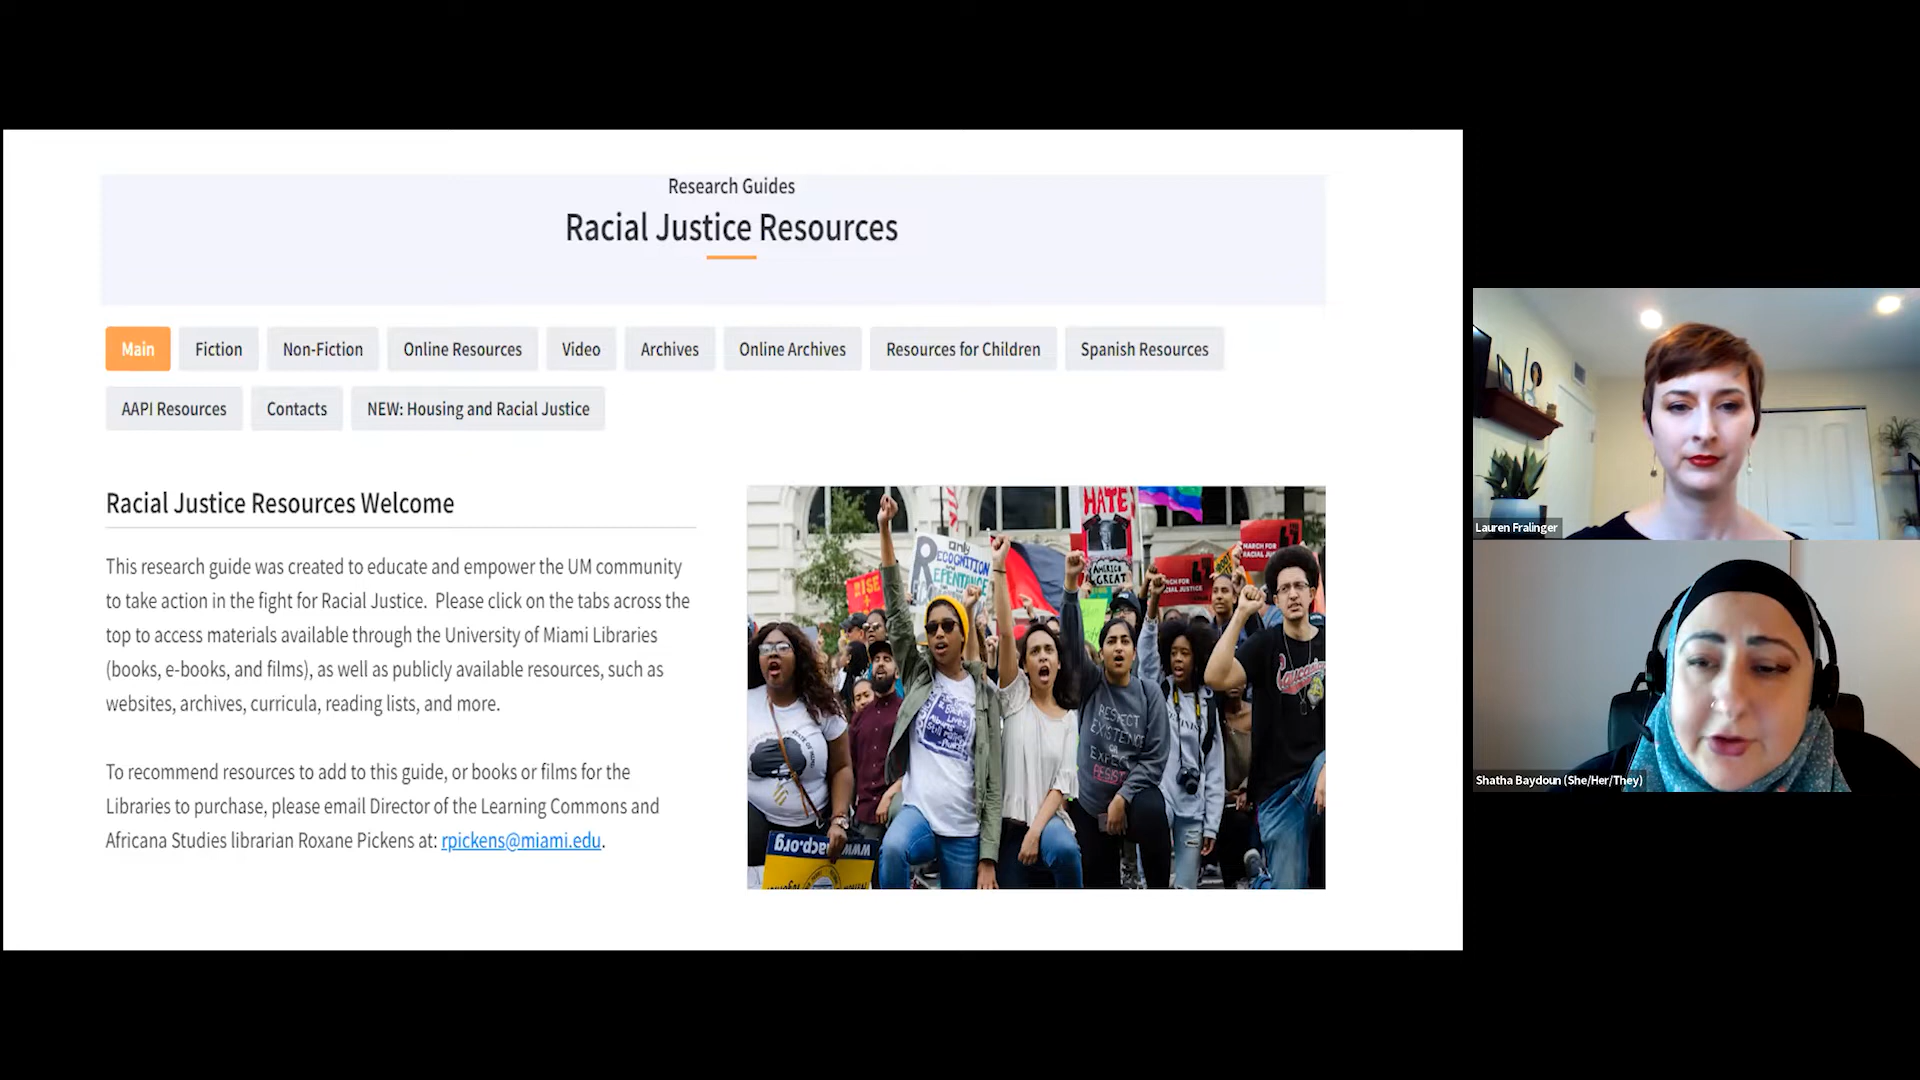 Research Guides
Racial Justice Resources
Main
Fiction
Non-Fiction
Online Resources
Video
Archives
Online Archives
Resources for Children
Spanish Resources
AAPI Resources
Contacts
NEW: Housing and Racial Justice
Racial Justice Resources Welcome
This research guide was created to educate and empower the UM community
to take action in the fight for Racial Justice.  Please click on the tabs across the
top to access materials available through the University of Miami Libraries
(books, e-books, and films), as well as publicly available resources, such as
websites, archives, curricula, reading lists, and more.
To recommend resources to add to this guide, or books or films for the
Libraries to purchase, please email Director of the Learning Commons and
Africana Studies librarian Roxane Pickens at: rpickens@miami.edu.
HATE
AMERICA
GREAT
only
RECOGNITION
REPENTANCE
RISE
MARCH FOR
RACIAL JUSTICE
RESPECT
EXISTENCE
OR
EXPECT
RESIST
Lauren Fralinger
Shatha Baydoun (She/Her/They)